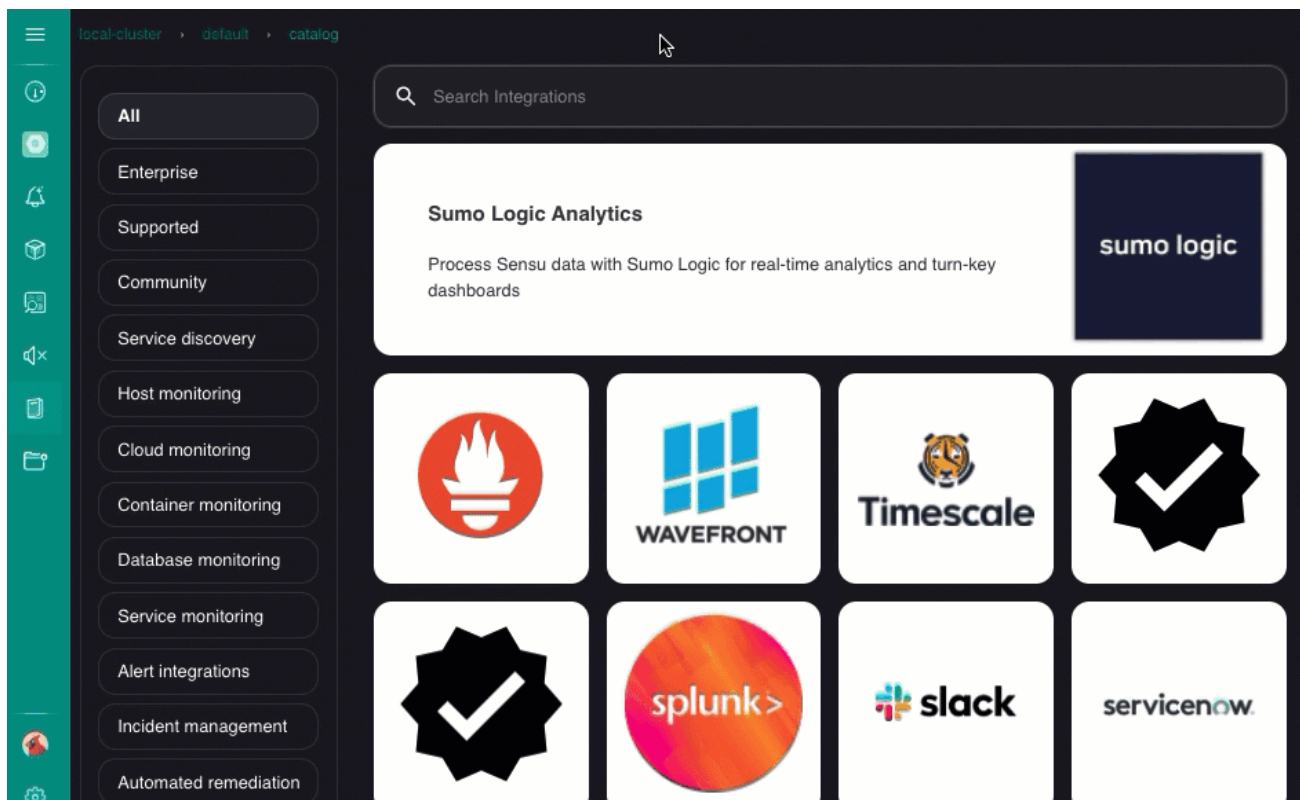 local-cluster › default › catalog
Search Integrations
All
Enterprise
Supported
Community
Service discovery
Host monitoring
Cloud monitoring
Container monitoring
Database monitoring
Service monitoring
Alert integrations
Incident management
Automated remediation
Sumo Logic Analytics
Process Sensu data with Sumo Logic for real-time analytics and turn-key
dashboards
sumo logic
WAVEFRONT
Timescale
splunk>
slack
servicenow.